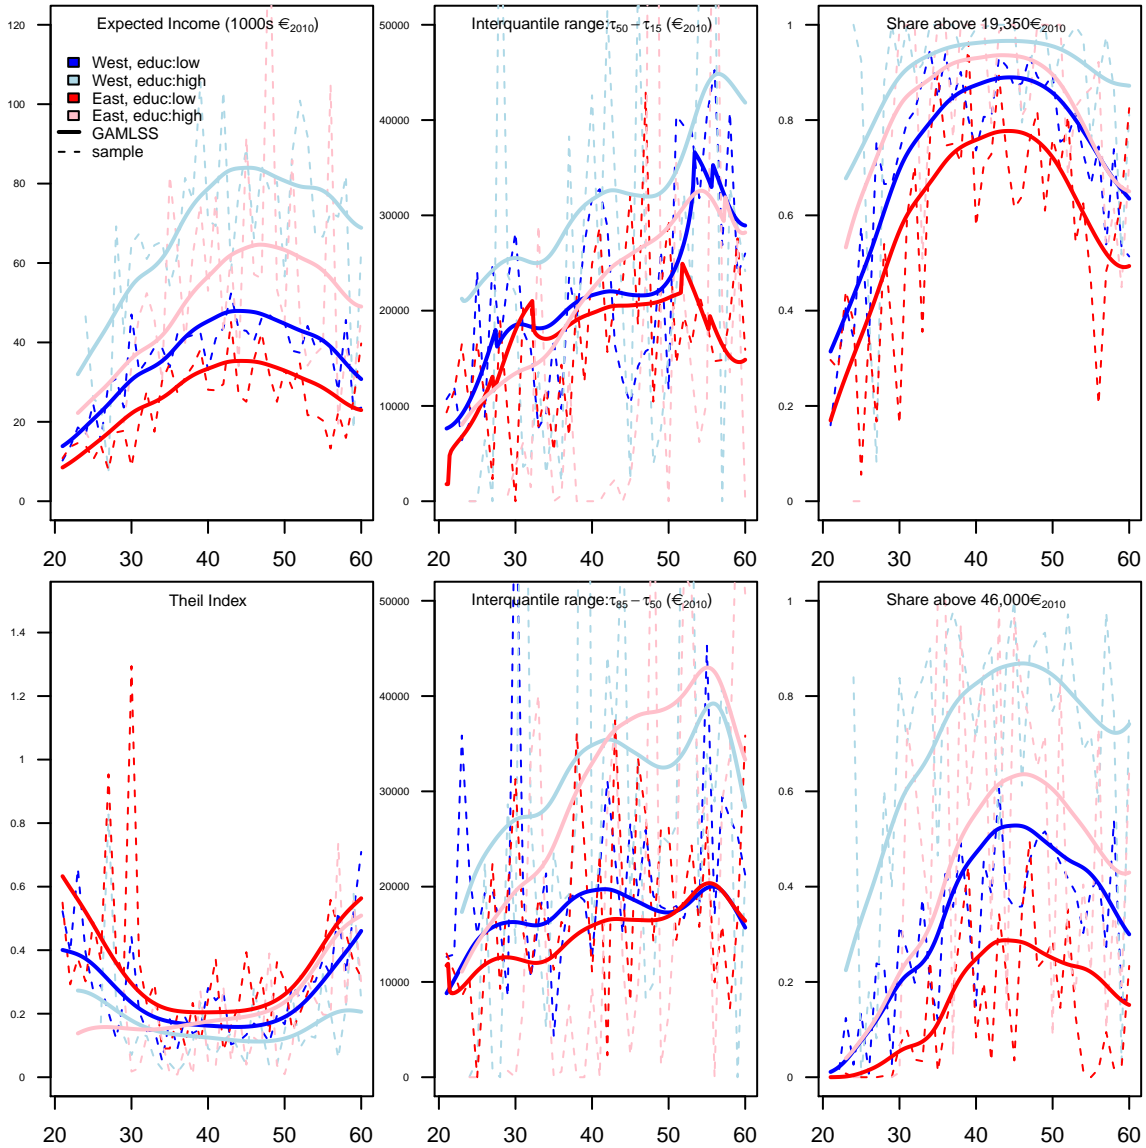 Expected Income (1000s €2010)
120
100
80
60
40
20
0
West, educ:low
West, educ:high
East, educ:low
East, educ:high
GAMLSS
sample
20 30 40 50 60
Interquantile range:τ50−τ15 (€2010)
50000
40000
30000
20000
10000
0
20 30 40 50 60
Share above 19,350€2010
1
0.8
0.6
0.4
0.2
0
20 30 40 50 60
Theil Index
1.4
1.2
1
0.8
0.6
0.4
0.2
0
20 30 40 50 60
Interquantile range:τ85−τ50 (€2010)
50000
40000
30000
20000
10000
0
20 30 40 50 60
Share above 46,000€2010
1
0.8
0.6
0.4
0.2
0
20 30 40 50 60